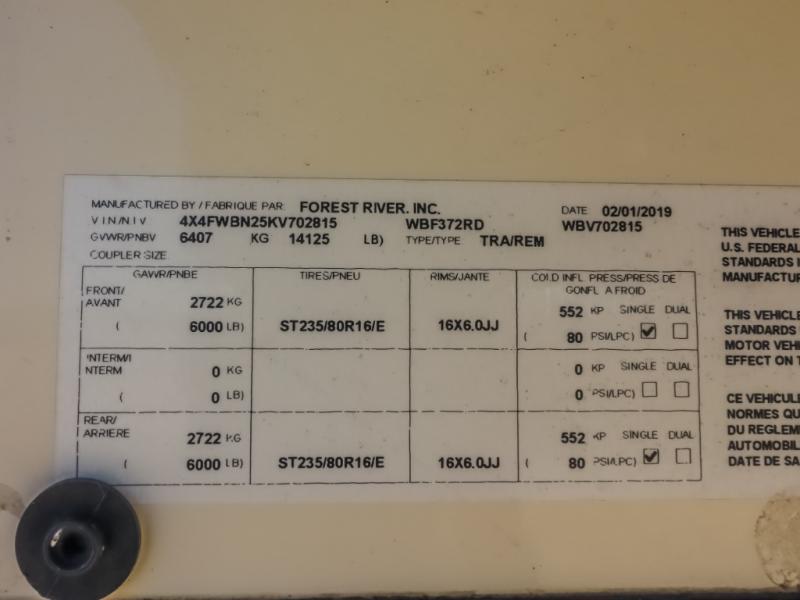 MANUFACTURED BY / FABRIQUE PAR: FOREST RIVER. INC. DATE 02/01/2019
V I N / N I V 4X4FWBN25KV702815 WBF372RD WBV702815
GVWR/PNBV 6407 KG 14125 LB) TYPE/TYPE TRA/REM
COUPLER SIZE
GAWR/PNBE TIRES/PNEU RIMS/JANTE COLD INFL. PRESS/PRESS DE
GONFL A FROID
FRONT/
AVANT 2722 KG 552 KP SINGLE DUAL
( 6000 LB) ST235/80R16/E 16X6.0JJ ( 80 PSI/LPC)
INTERM/I
NTERM 0 KG 0 KP SINGLE DUAL
( 0 LB) 0 PSI/LPC)
REAR/
ARRIERE 2722 KG 552 KP SINGLE DUAL
( 6000 LB) ST235/80R16/E 16X6.0JJ ( 80 PSI/LPC)
THIS VEHICLE
U.S. FEDERAL
STANDARDS
MANUFACTUR
THIS VEHICLE
STANDARDS
MOTOR VEHI
EFFECT ON
CE VEHICULE
NORMES QU
DU REGLEME
AUTOMOBIL
DATE DE SA